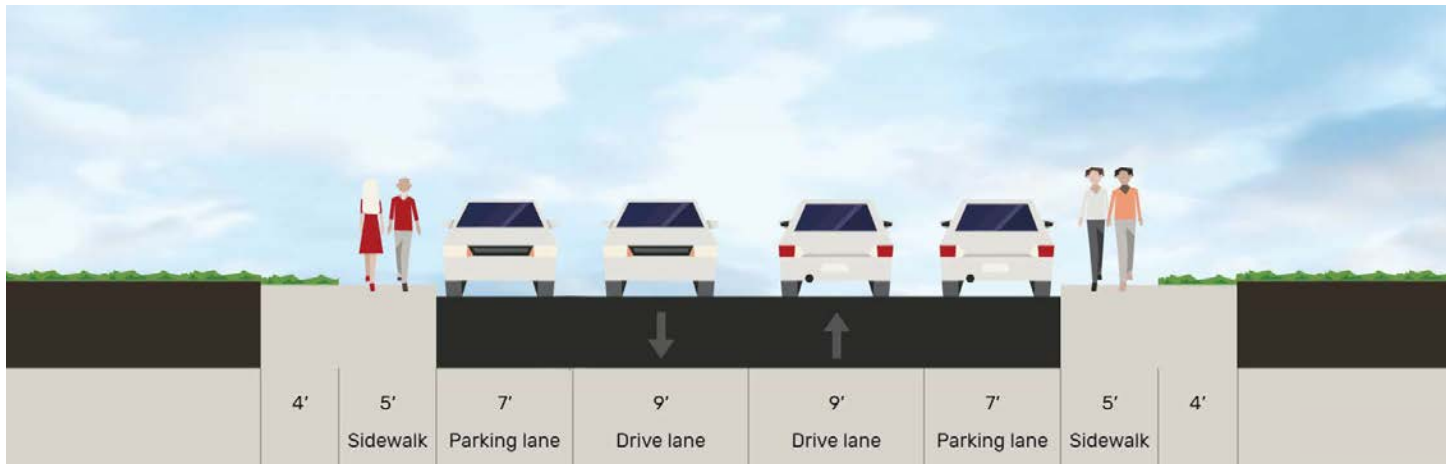 4’ 5’ 7’ 9’ 9’ 7’ 5’ 4’
Sidewalk Parking lane Drive lane Drive lane Parking lane Sidewalk